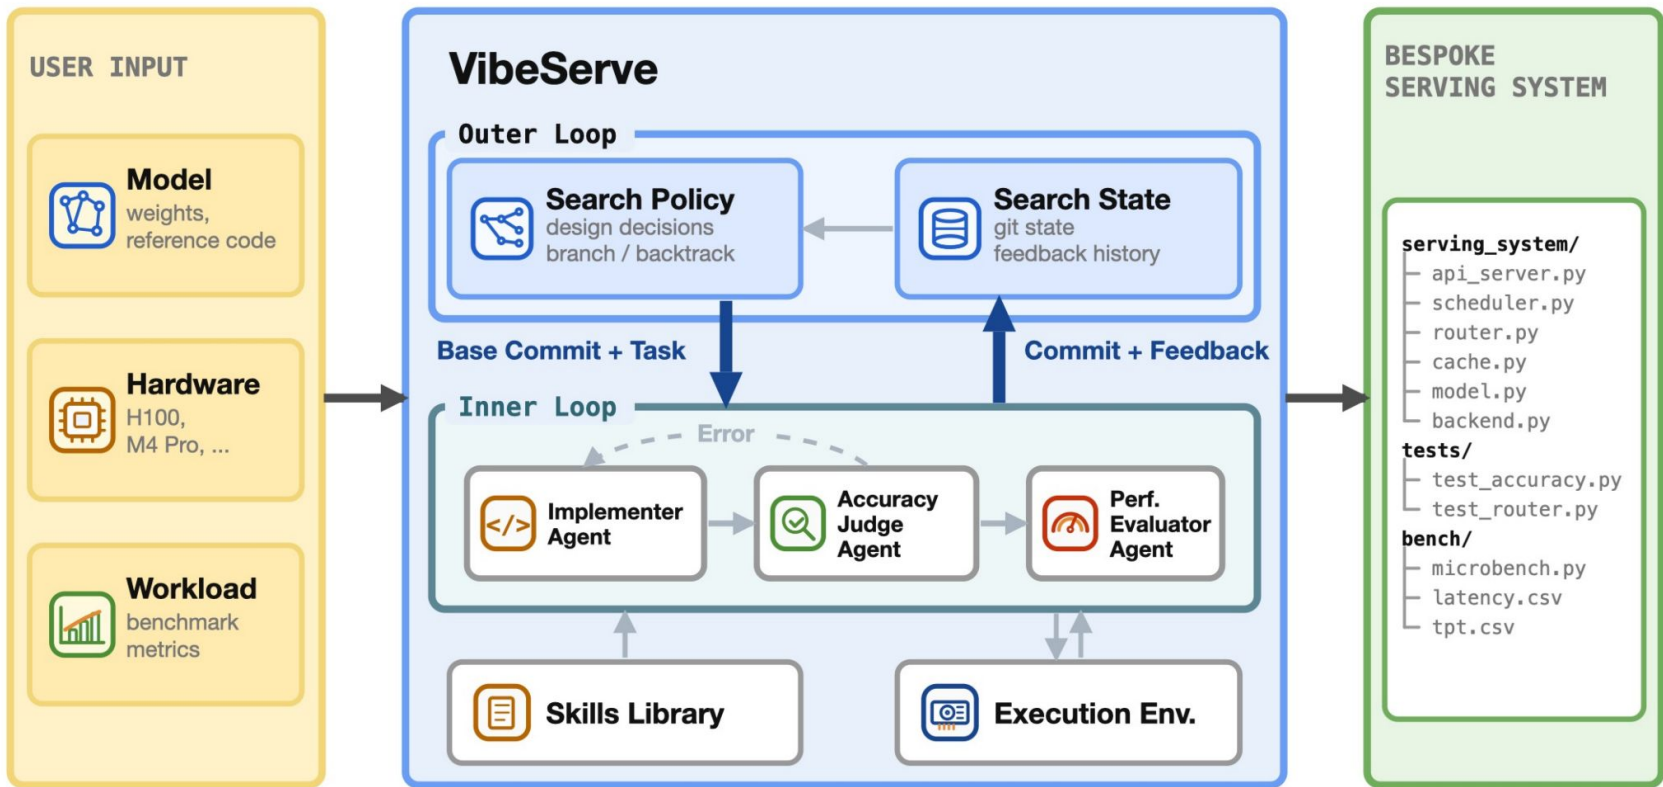 USER INPUT
Model
weights,
reference code
Hardware
H100,
M4 Pro, ...
Workload
benchmark
metrics
VibeServe
Outer Loop
Search Policy
design decisions
branch / backtrack
Search State
git state
feedback history
Base Commit + Task
Commit + Feedback
Inner Loop
Error
</>
Implementer
Agent
Accuracy
Judge
Agent
Perf.
Evaluator
Agent
Skills Library
Execution Env.
BESPOKE
SERVING SYSTEM
serving_system/
api_server.py
scheduler.py
router.py
cache.py
model.py
backend.py
tests/
test_accuracy.py
test_router.py
bench/
microbench.py
latency.csv
tpt.csv